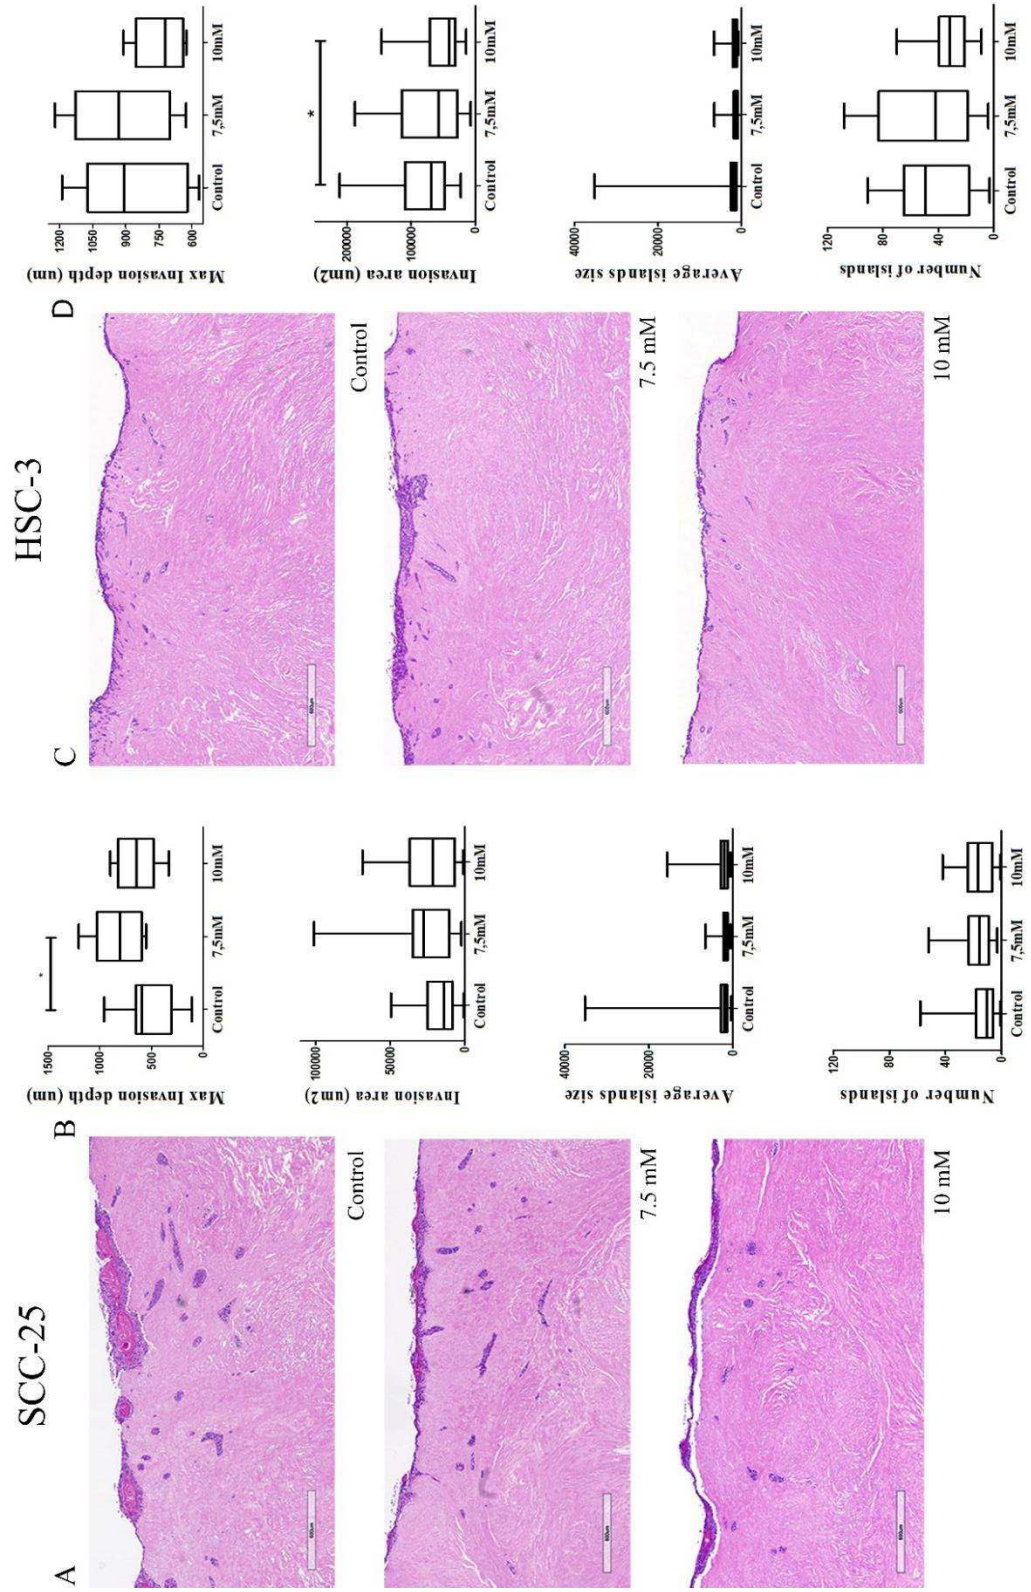 SCC-25
A
Control
7.5 mM
10 mM
B
Max Invasion depth (um)
1500
10000
5000
0
*
Control
7,5mM
10mM
Invasion area (um2)
100000
50000
0
Control
7,5mM
10mM
Average islands size
400000
200000
0
Control
7,5mM
10mM
Number of islands
120
80
40
0
Control
7,5mM
10mM
HSC-3
C
Control
7.5 mM
10 mM
D
Max Invasion depth (um)
1200
1050
900
750
600
Control
7,5mM
10mM
Invasion area (um2)
200000
100000
0
*
Control
7,5mM
10mM
Average islands size
40000
20000
0
Control
7,5mM
10mM
Number of islands
120
80
40
0
Control
7,5mM
10mM